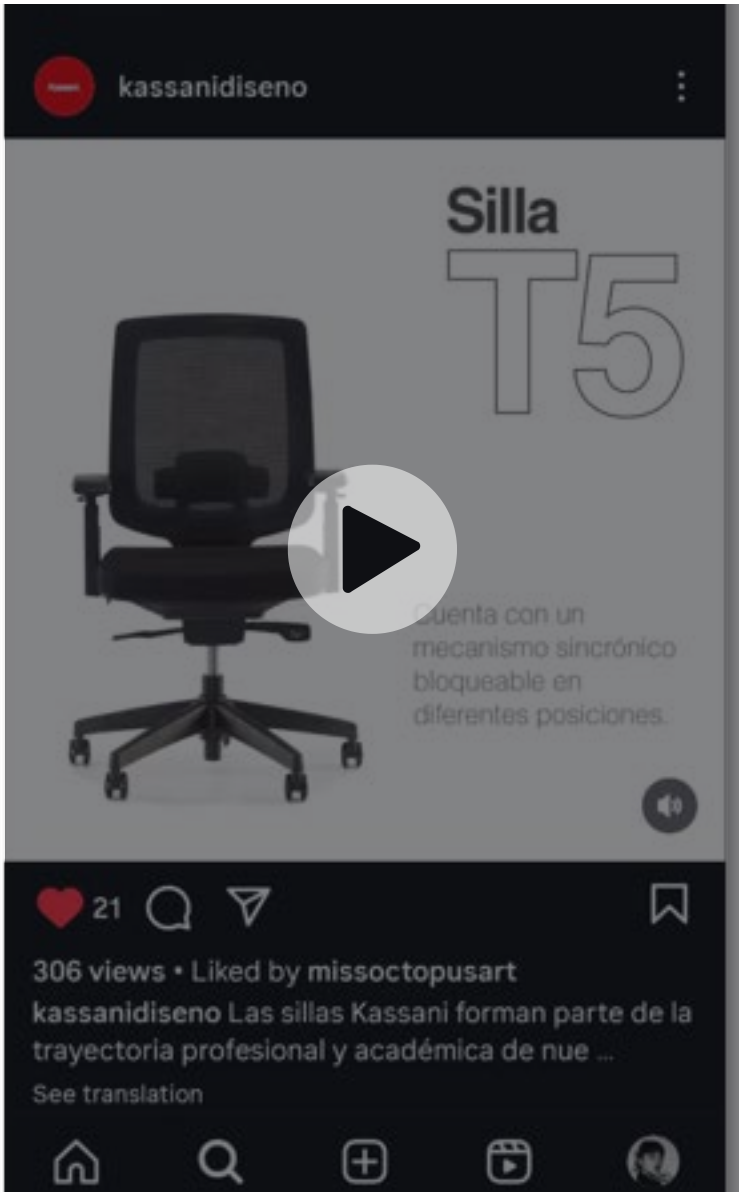 kassanidiseno
Silla
T5
Cuenta con un
mecanismo sincrónico
bloqueable en
diferentes posiciones.
21
306 views • Liked by missoctopusart
kassanidiseno Las sillas Kassani forman parte de la
trayectoria profesional y académica de nue ...
See translation